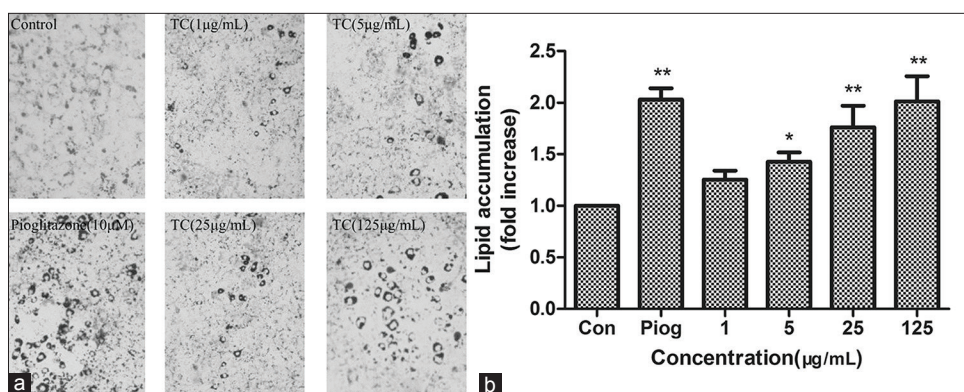 Control
TC(1μg/mL)
TC(5μg/mL)
Pioglitazone(10μM)
TC(25μg/mL)
TC(125μg/mL)
a
Lipid accumulation
(fold increase)
2.5
2.0
1.5
1.0
0.5
0.0
**
*
**
**
Con Piog 1 5 25 125
Concentration(μg/mL)
b